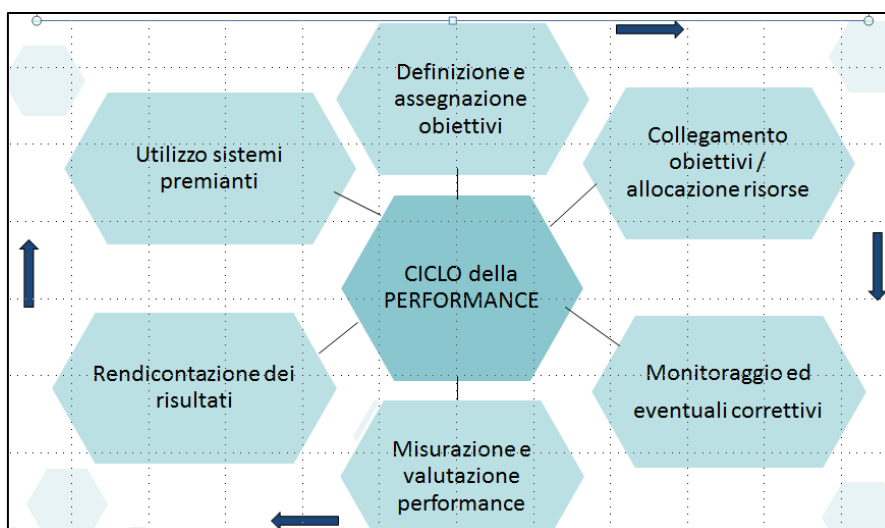 Definizione e
assegnazione
obiettivi
Collegamento
obiettivi /
allocazione risorse
Utilizzo sistemi
premianti
CICLO della
PERFORMANCE
Rendicontazione dei
risultati
Monitoraggio ed
eventuali correttivi
Misurazione e
valutazione
performance